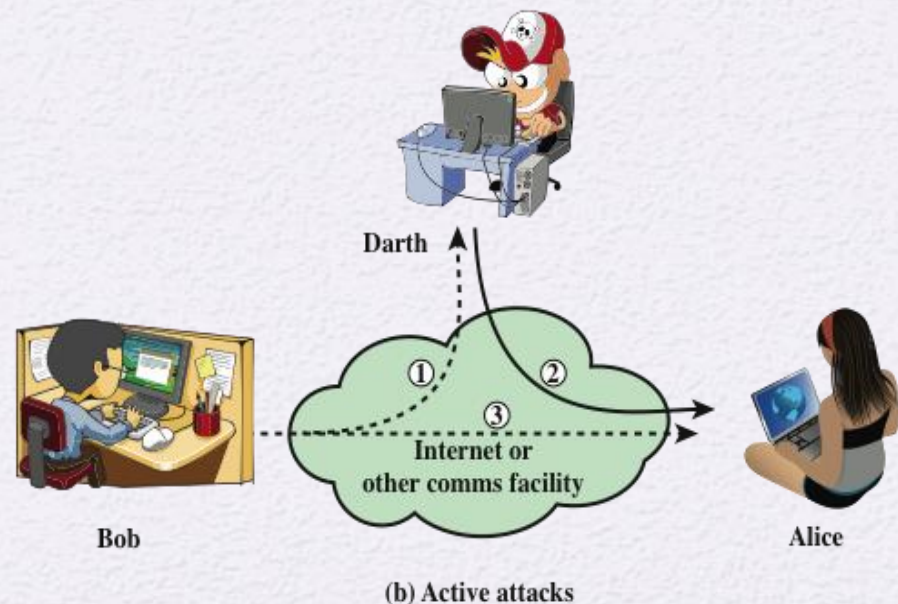 Darth
①
②
③
Internet or
other comms facility
Bob
Alice
(b) Active attacks